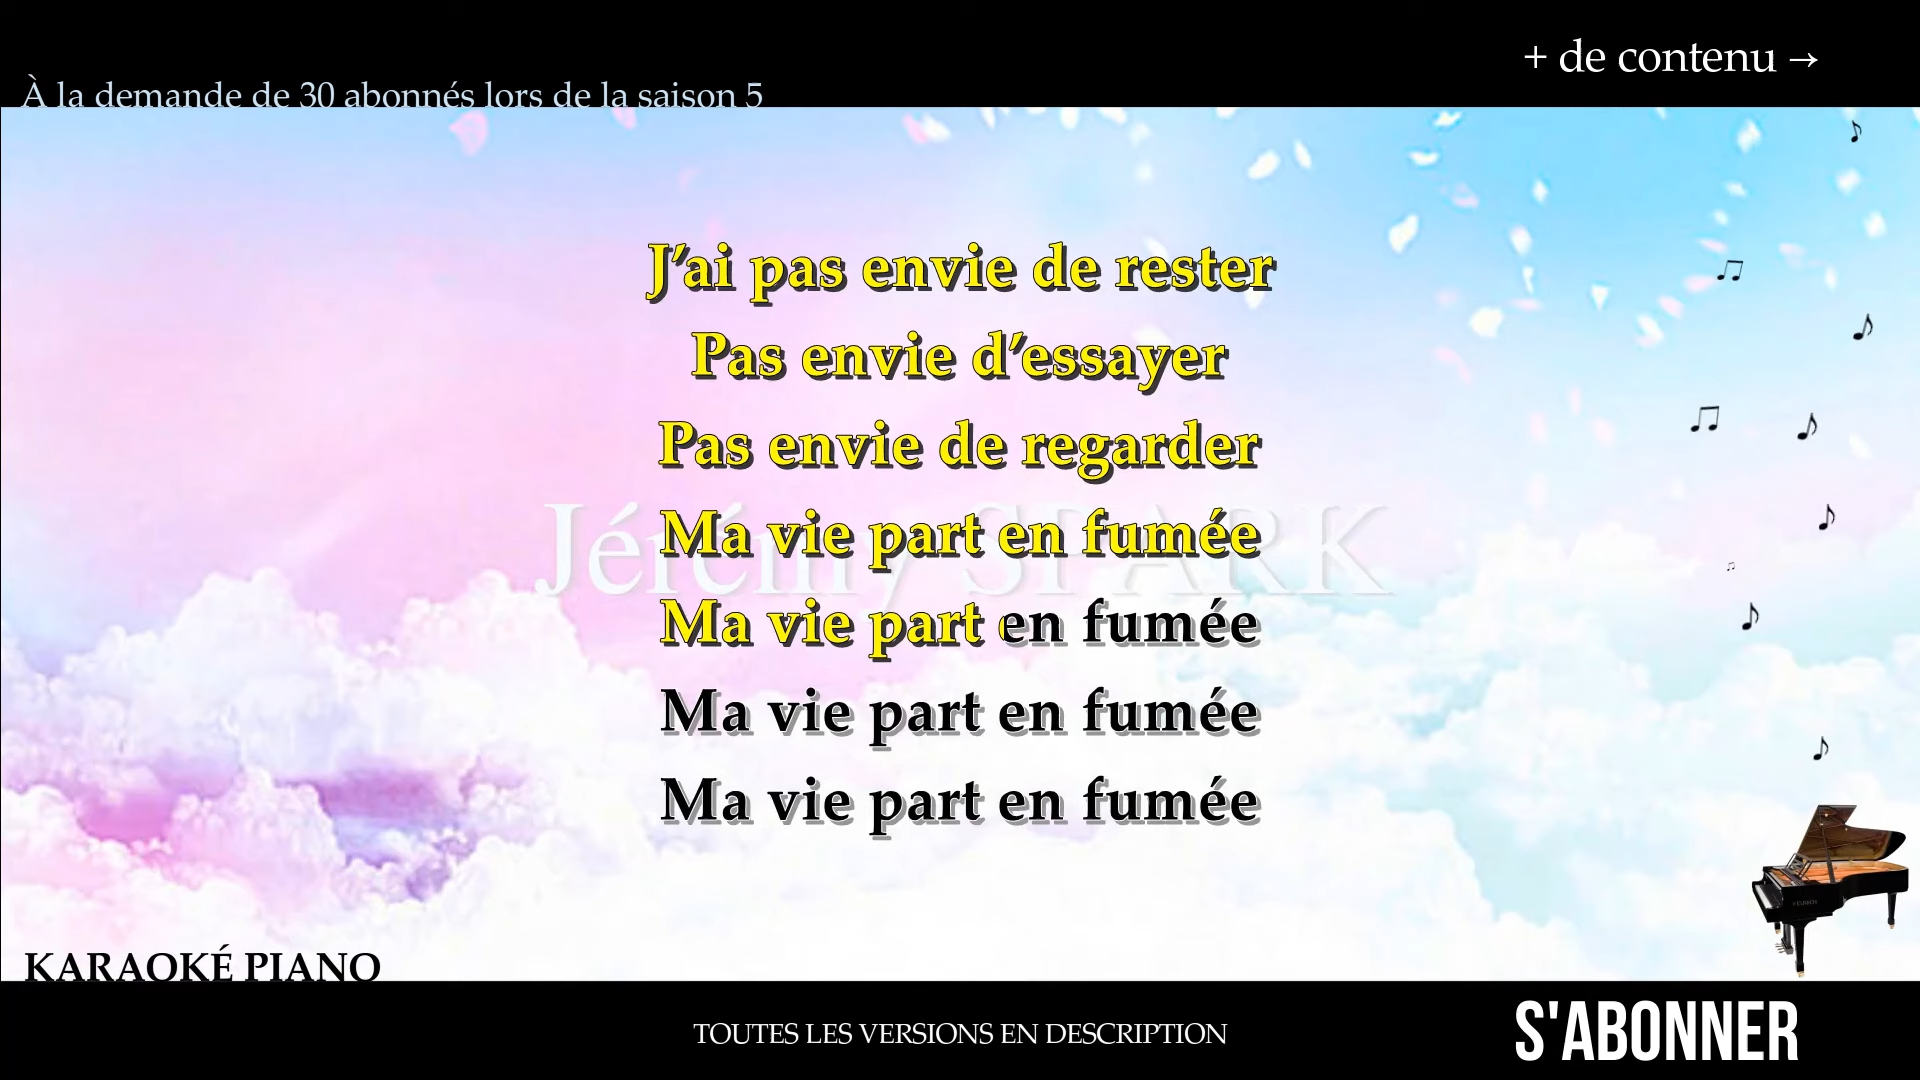 + de contenu →
À la demande de 30 abonnés lors de la saison 5
J’ai pas envie de rester
Pas envie d’essayer
Pas envie de regarder
Ma vie part en fumée
Jérémy SPARK
Ma vie part en fumée
Ma vie part en fumée
Ma vie part en fumée
KARAOKÉ PIANO
TOUTES LES VERSIONS EN DESCRIPTION
S'ABONNER